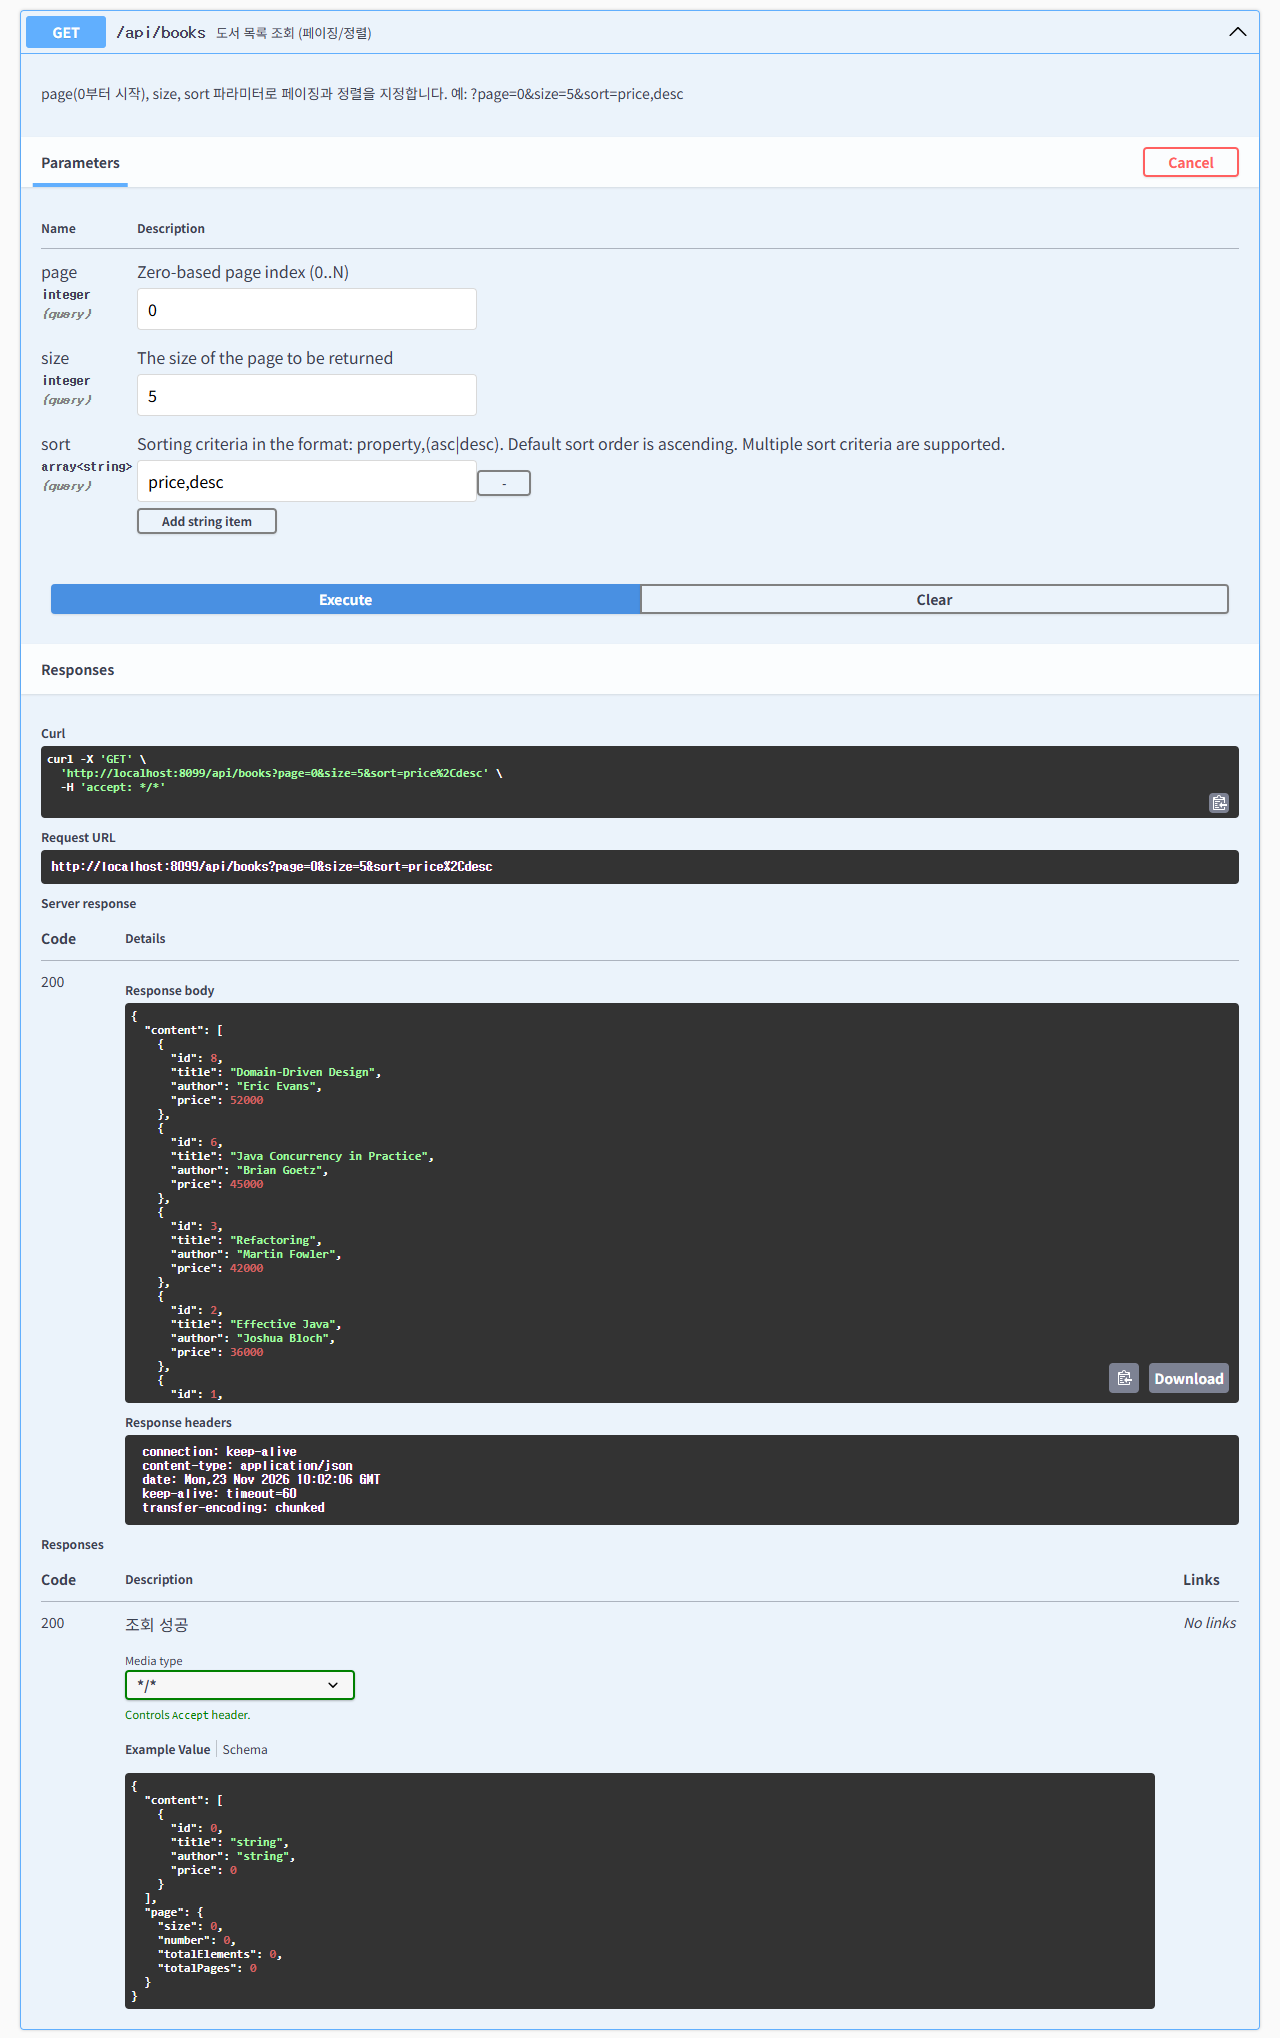 GET /api/books 도서 목록 조회 (페이징/정렬)
page(0부터 시작), size, sort 파라미터로 페이징과 정렬을 지정합니다. 예: ?page=0&size=5&sort=price,desc
Parameters Cancel
Name Description
page Zero-based page index (0..N)
integer
(query)
0
size The size of the page to be returned
integer
(query)
5
sort Sorting criteria in the format: property,(asc|desc). Default sort order is ascending. Multiple sort criteria are supported.
array<string>
(query)
price,desc -
Add string item
Execute Clear
Responses
Curl
curl -X 'GET' \
  'http://localhost:8099/api/books?page=0&size=5&sort=price%2Cdesc' \
  -H 'accept: */*'
Request URL
http://localhost:8099/api/books?page=0&size=5&sort=price%2Cdesc
Server response
Code Details
200
Response body
{
  "content": [
    {
      "id": 8,
      "title": "Domain-Driven Design",
      "author": "Eric Evans",
      "price": 52000
    },
    {
      "id": 6,
      "title": "Java Concurrency in Practice",
      "author": "Brian Goetz",
      "price": 45000
    },
    {
      "id": 3,
      "title": "Refactoring",
      "author": "Martin Fowler",
      "price": 42000
    },
    {
      "id": 2,
      "title": "Effective Java",
      "author": "Joshua Bloch",
      "price": 36000
    },
    {
      "id": 1,
Download
Response headers
connection: keep-alive
content-type: application/json
date: Mon,23 Nov 2026 10:02:06 GMT
keep-alive: timeout=60
transfer-encoding: chunked
Responses
Code Description Links
200 조회 성공 No links
Media type
*/*
Controls Accept header.
Example Value Schema
{
  "content": [
    {
      "id": 0,
      "title": "string",
      "author": "string",
      "price": 0
    }
  ],
  "page": {
    "size": 0,
    "number": 0,
    "totalElements": 0,
    "totalPages": 0
  }
}